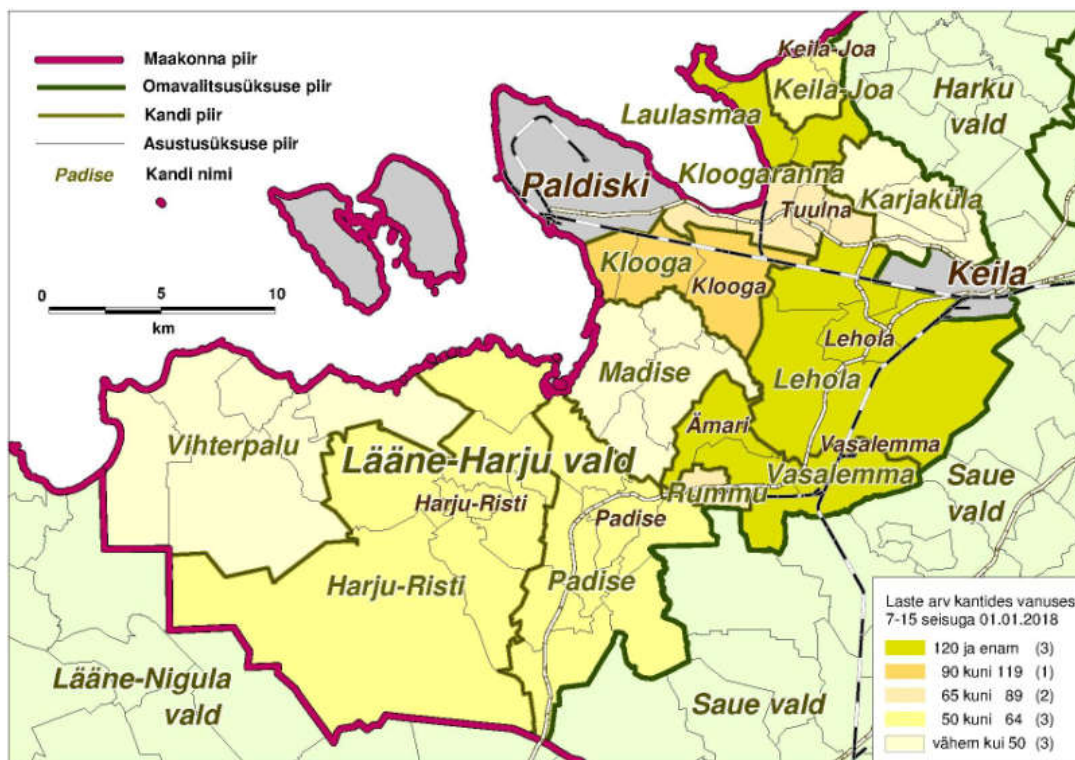 Maakonna piir
Omavalitsusüksuse piir
Kandi piir
Asustusüksuse piir
Padise Kandi nimi
0 5 10
km
Keila-Joa
Keila-Joa
Harku
vald
Laulasmaa
Paldiski
Kloogaranna
Tuulna
Karjaküla
Klooga
Klooga
Keila
Lehola
Lehola
Madise
Ämari
Vasalemma
Vasalemma
Rummu
Vihterpalu
Lääne-Harju vald
Harju-Risti
Padise
Harju-Risti
Padise
Saue
vald
Lääne-Nigula
vald
Saue vald
Laste arv kantides vanuses
7-15 seisuga 01.01.2018
120 ja enam (3)
90 kuni 119 (1)
65 kuni 89 (2)
50 kuni 64 (3)
vähem kui 50 (3)